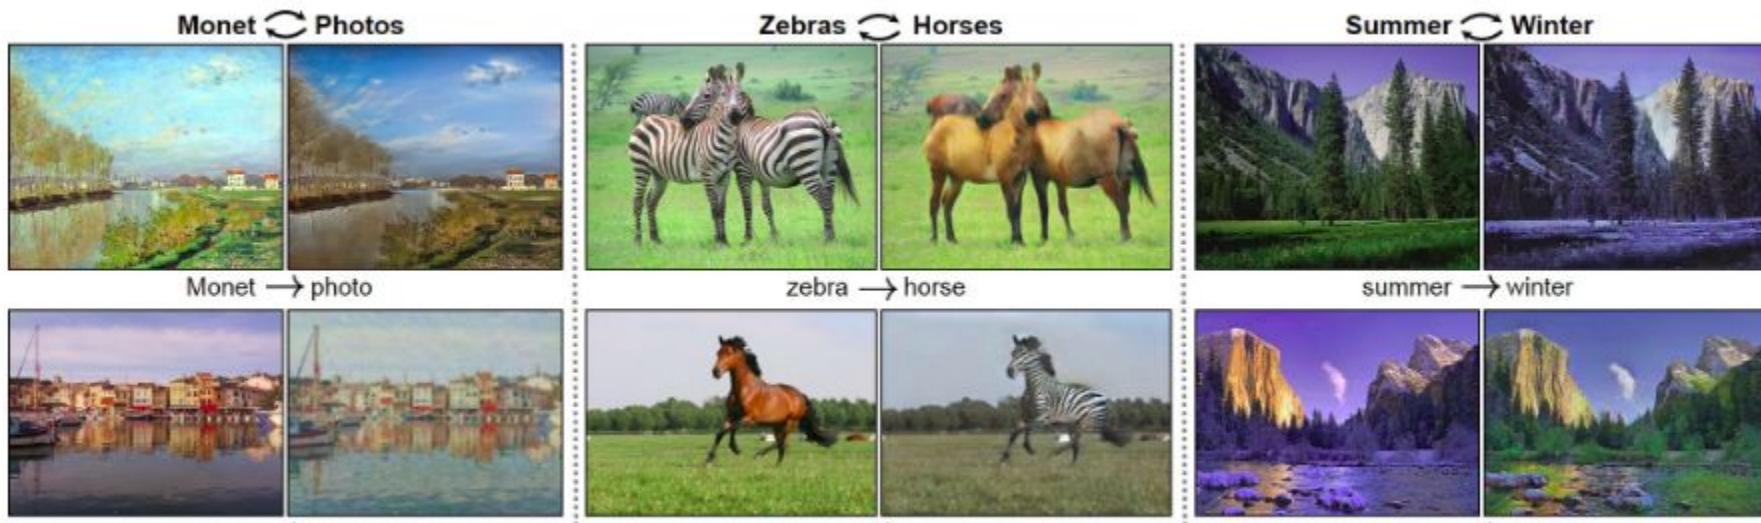 Monet Photos
Zebras Horses
Summer Winter
Monet → photo
zebra → horse
summer → winter